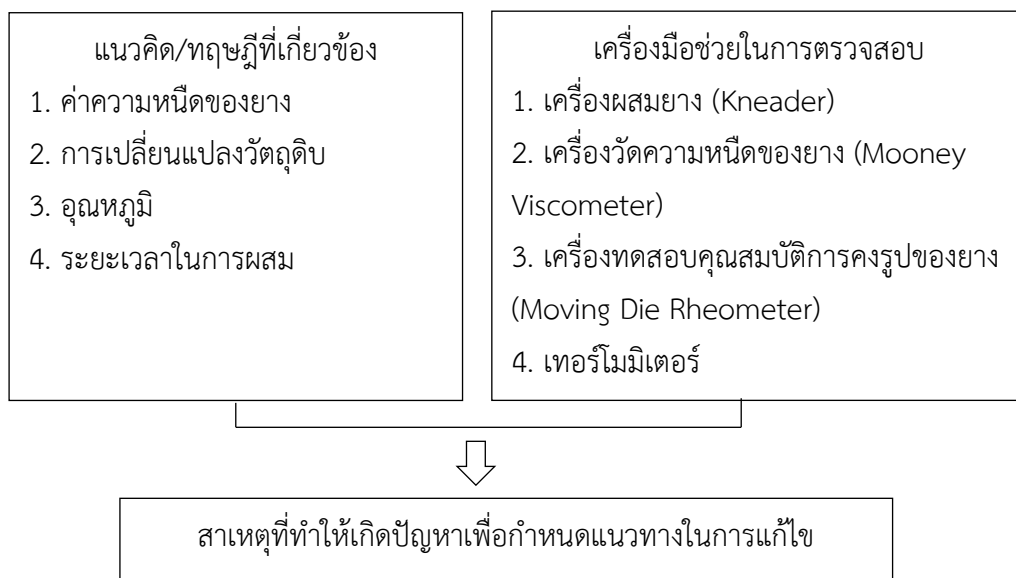 แนวคิด/ทฤษฎีที่เกี่ยวข้อง
1. ค่าความหนืดของยาง
2. การเปลี่ยนแปลงวัตถุดิบ
3. อุณหภูมิ
4. ระยะเวลาในการผสม
เครื่องมือช่วยในการตรวจสอบ
1. เครื่องผสมยาง (Kneader)
2. เครื่องวัดความหนืดของยาง (Mooney
Viscometer)
3. เครื่องทดสอบคุณสมบัติการคงรูปของยาง
(Moving Die Rheometer)
4. เทอร์โมมิเตอร์
สาเหตุที่ทำให้เกิดปัญหาเพื่อกำหนดแนวทางในการแก้ไข